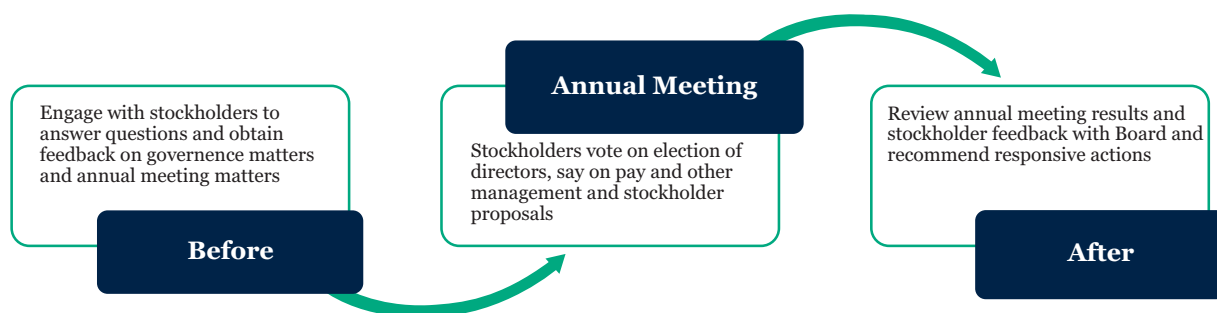 Engage with stockholders to
answer questions and obtain
feedback on governence matters
and annual meeting matters
Before
Annual Meeting
Stockholders vote on election of
directors, say on pay and other
management and stockholder
proposals
Review annual meeting results and
stockholder feedback with Board and
recommend responsive actions
After